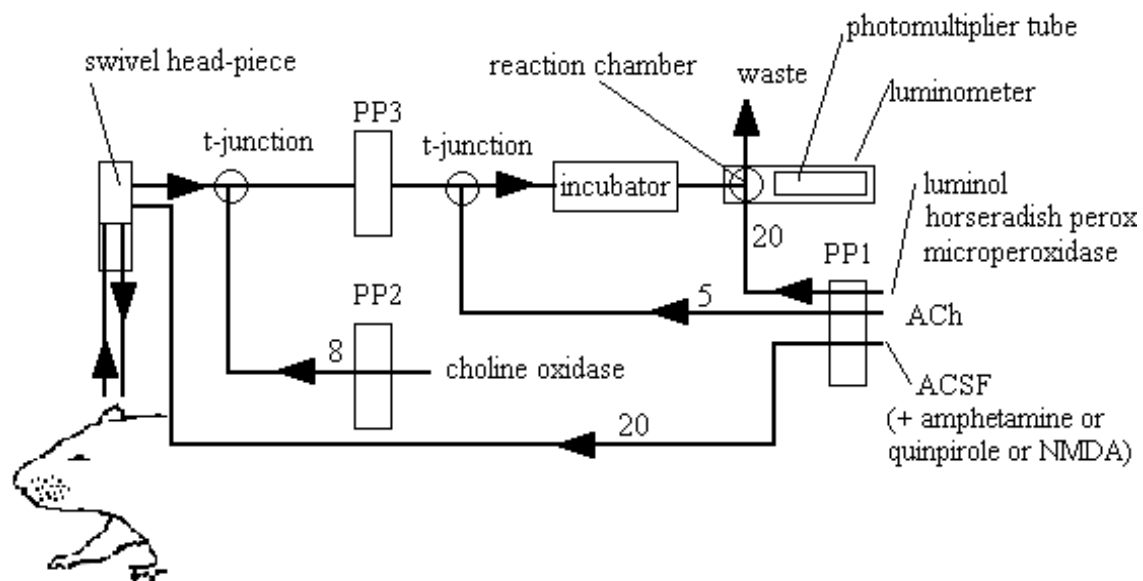 photomultiplier tube
swivel head-piece
reaction chamber
waste
luminometer
PP3
t-junction
t-junction
incubator
luminol
horseradish perox
microperoxidase
20
PP1
PP2
5
ACh
8
choline oxidase
ACSF
(+ amphetamine or
quinpirole or NMDA)
20